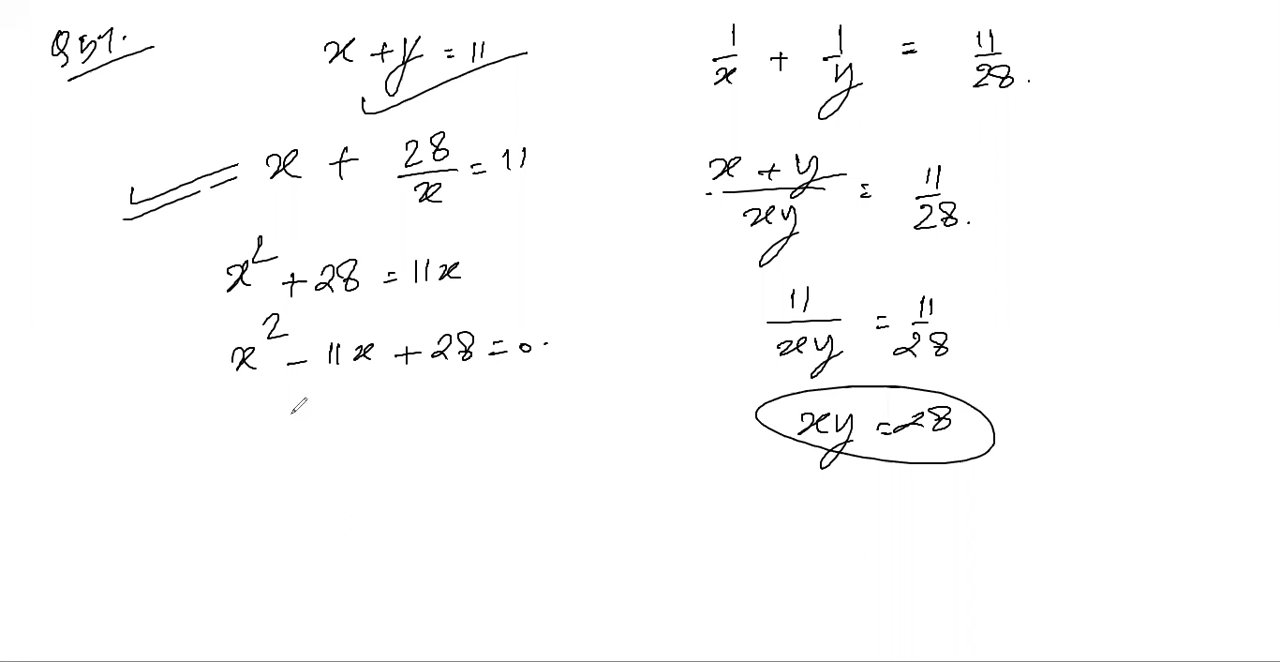 Q 57.
x + y = 11
x + 28/x = 11
x² + 28 = 11x
x² - 11x + 28 = 0.
1/x + 1/y = 11/28.
x + y/xy = 11/28.
11/xy = 11/28
xy = 28